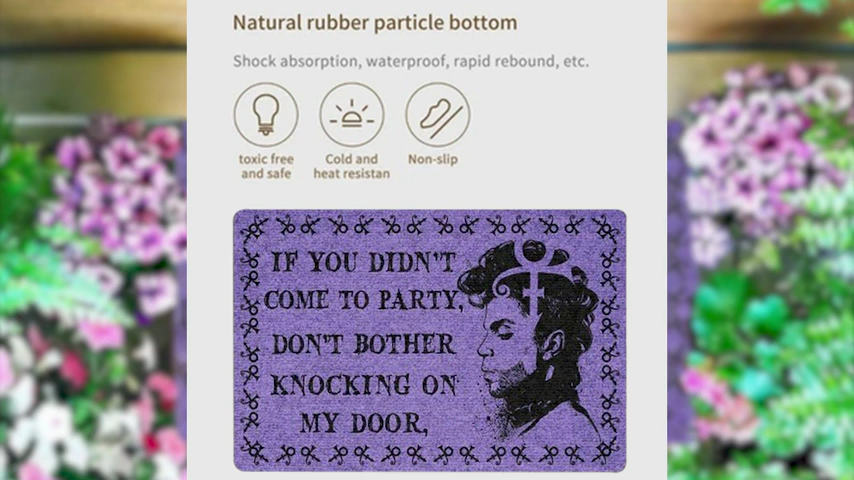 Natural rubber particle bottom
Shock absorption, waterproof, rapid rebound, etc.
toxic free
and safe
Cold and
heat resistan
Non-slip
IF YOU DIDN'T
COME TO PARTY,
DON'T BOTHER
KNOCKING ON
MY DOOR,